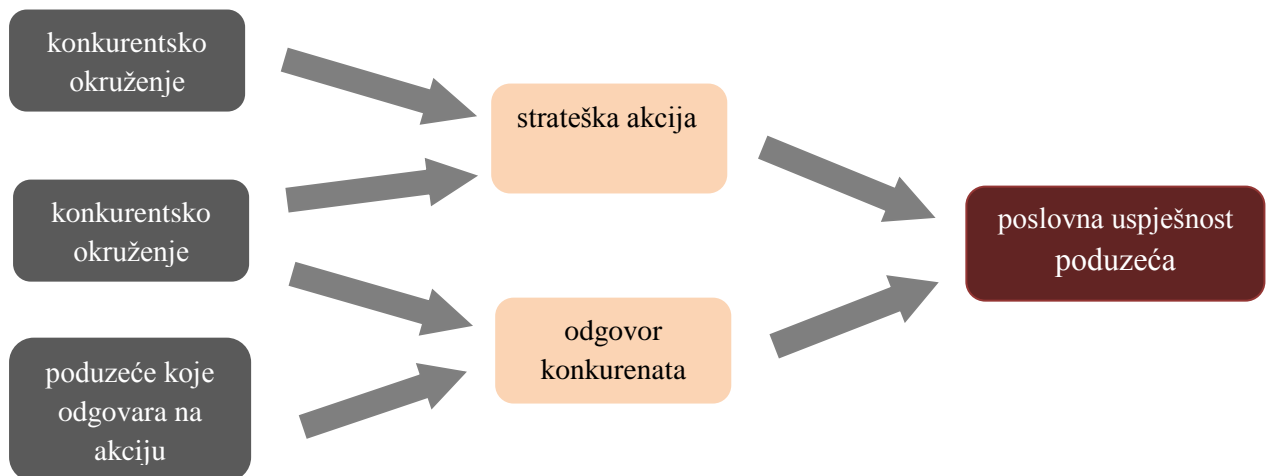 konkurentsko
okruženje
strateška akcija
konkurentsko
okruženje
poslovna uspješnost
poduzeća
odgovor
konkurenata
poduzeće koje
odgovara na
akciju